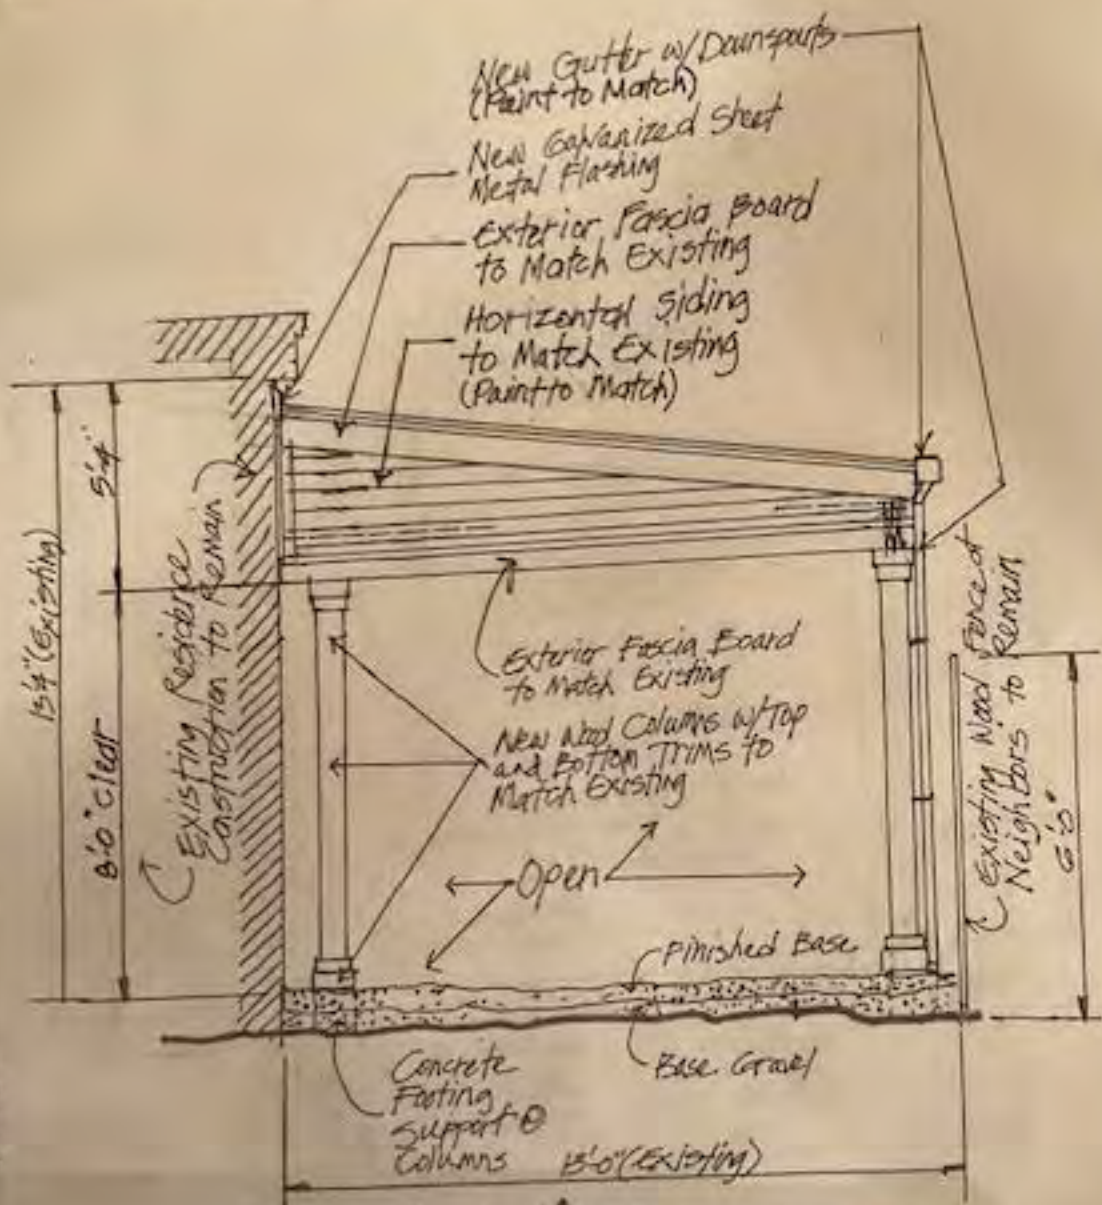 New Gutter w/Downspouts
(Paint to Match)
New Galvanized Sheet
Metal Flashing
Exterior Fascia Board
to Match Existing
Horizontal Siding
to Match Existing
(Paint to Match)
5'4"
13'4" (Existing)
8'0" Clear
Existing Residence
to Remain
Exterior Fascia Board
to Match Existing
New Wood Columns w/Top
and Bottom Trims to
Match Existing
Open
Existing Wood Fence of
Neighbors to Remain
6'0"
Finished Base
Base Gravel
Concrete
Footing
Support @
Columns
13'0" (Existing)